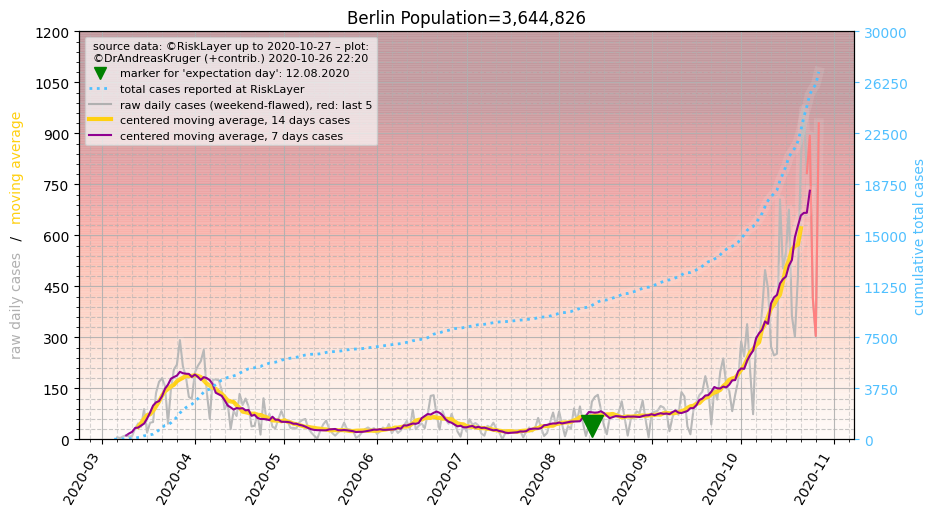 Berlin Population=3,644,826
source data: ©RiskLayer up to 2020-10-27 – plot:
©DrAndreasKruger (+contrib.) 2020-10-26 22:20
marker for 'expectation day': 12.08.2020
total cases reported at RiskLayer
raw daily cases (weekend-flawed), red: last 5
centered moving average, 14 days cases
centered moving average, 7 days cases
raw daily cases / moving average
1200
1050
900
750
600
450
300
150
0
30000
26250
22500
18750
15000
11250
7500
3750
0
cumulative total cases
2020-03
2020-04
2020-05
2020-06
2020-07
2020-08
2020-09
2020-10
2020-11